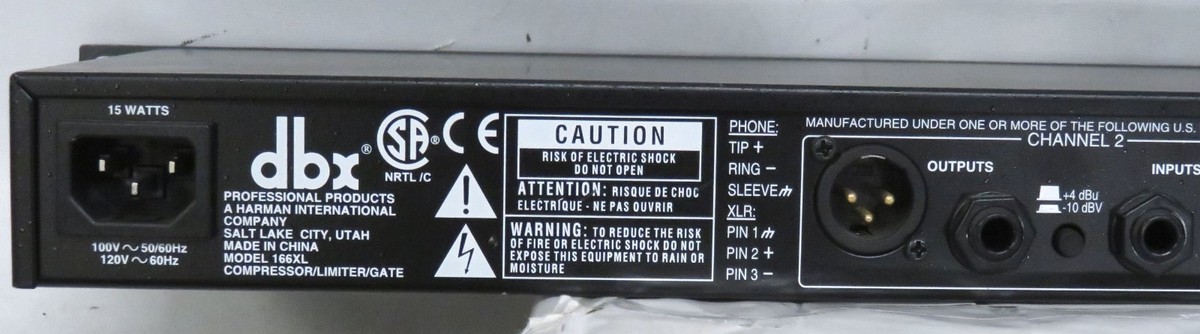 15 WATTS
100V ~ 50/60Hz
120V ~ 60Hz
dbx®
SA®
CE
NRTL /C
PROFESSIONAL PRODUCTS
A HARMAN INTERNATIONAL
COMPANY
SALT LAKE CITY, UTAH
MADE IN CHINA
MODEL 166XL
COMPRESSOR/LIMITER/GATE
CAUTION
RISK OF ELECTRIC SHOCK
DO NOT OPEN
ATTENTION: RISQUE DE CHOC
ELECTRÍQUE - NE PAS OUVRIR
WARNING: TO REDUCE THE RISK
OF FIRE OR ELECTRIC SHOCK DO NOT
EXPOSE THIS EQUIPMENT TO RAIN OR
MOISTURE
PHONE:
TIP +
RING −
SLEEVE
XLR:
PIN 1
PIN 2 +
PIN 3 −
MANUFACTURED UNDER ONE OR MORE OF THE FOLLOWING U.S.
CHANNEL 2
OUTPUTS
+4 dBu
-10 dBV
INPUTS